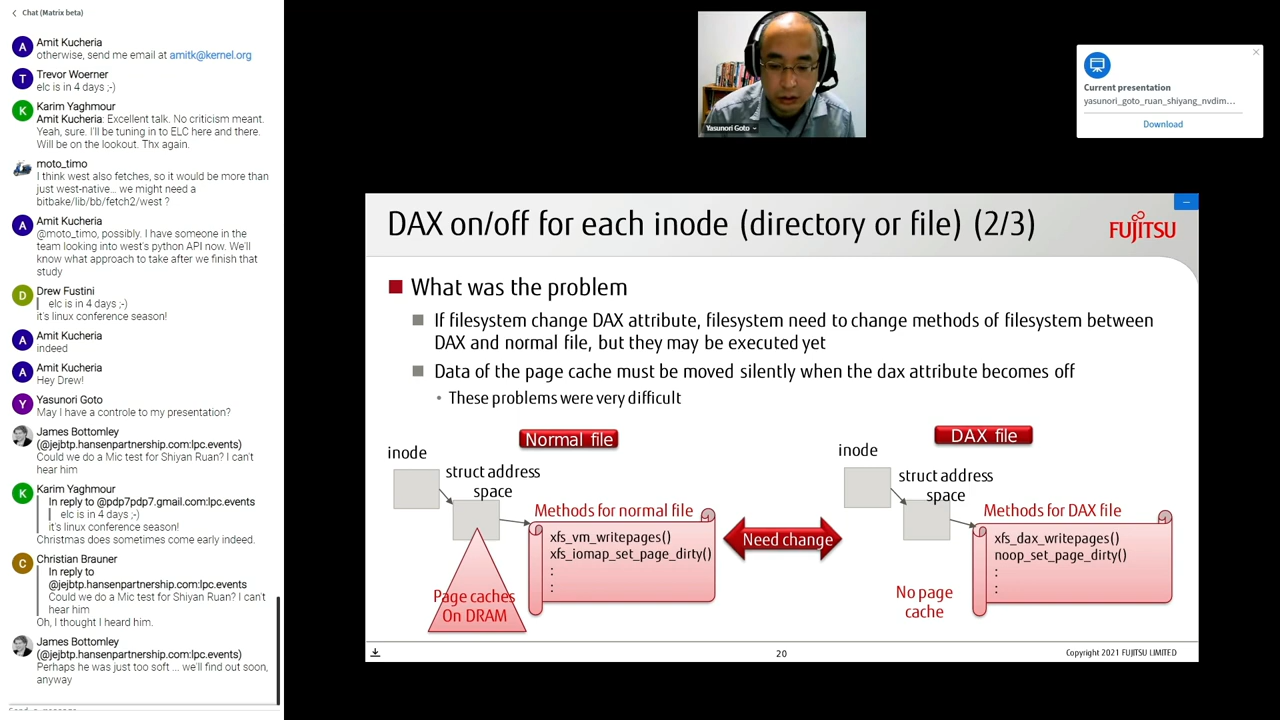 Chat (Matrix beta)
A
Amit Kucheria
otherwise, send me email at amitk@kernel.org
T
Trevor Woerner
elc is in 4 days ;-)
K
Karim Yaghmour
Amit Kucheria: Excellent talk. No criticism meant.
Yeah, sure. I'll be tuning in to ELC here and there.
Will be on the lookout. Thx again.
moto_timo
I think west also fetches, so it would be more than
just west-native... we might need a
bitbake/lib/bb/fetch2/west ?
A
Amit Kucheria
@moto_timo, possibly. I have someone in the
team looking into west's python API now. We'll
know what approach to take after we finish that
study
D
Drew Fustini
elc is in 4 days ;-)
it's linux conference season!
A
Amit Kucheria
indeed
A
Amit Kucheria
Hey Drew!
Y
Yasunori Goto
May I have a controle to my presentation?
James Bottomley
(@jejbtp.hansenpartnership.com:lpc.events)
Could we do a Mic test for Shiyan Ruan? I can't
hear him
K
Karim Yaghmour
In reply to @pdp7pdp7.gmail.com:lpc.events
elc is in 4 days ;-)
it's linux conference season!
Christmas does sometimes come early indeed.
C
Christian Brauner
In reply to
@jejbtp.hansenpartnership.com:lpc.events
Could we do a Mic test for Shiyan Ruan? I can't
hear him
Oh, I thought I heard him.
James Bottomley
(@jejbtp.hansenpartnership.com:lpc.events)
Perhaps he was just too soft ... we'll find out soon,
anyway
Yasunori Goto
Current presentation
yasunori_goto_ruan_shiyang_nvdim...
Download
DAX on/off for each inode (directory or file) (2/3)
FUJITSU
What was the problem
If filesystem change DAX attribute, filesystem need to change methods of filesystem between
DAX and normal file, but they may be executed yet
Data of the page cache must be moved silently when the dax attribute becomes off
These problems were very difficult
Normal file
inode
struct address
space
Methods for normal file
xfs_vm_writepages()
xfs_iomap_set_page_dirty()
:
:
Page caches
On DRAM
Need change
DAX file
inode
struct address
space
Methods for DAX file
xfs_dax_writepages()
noop_set_page_dirty()
:
:
No page
cache
20
Copyright 2021 FUJITSU LIMITED